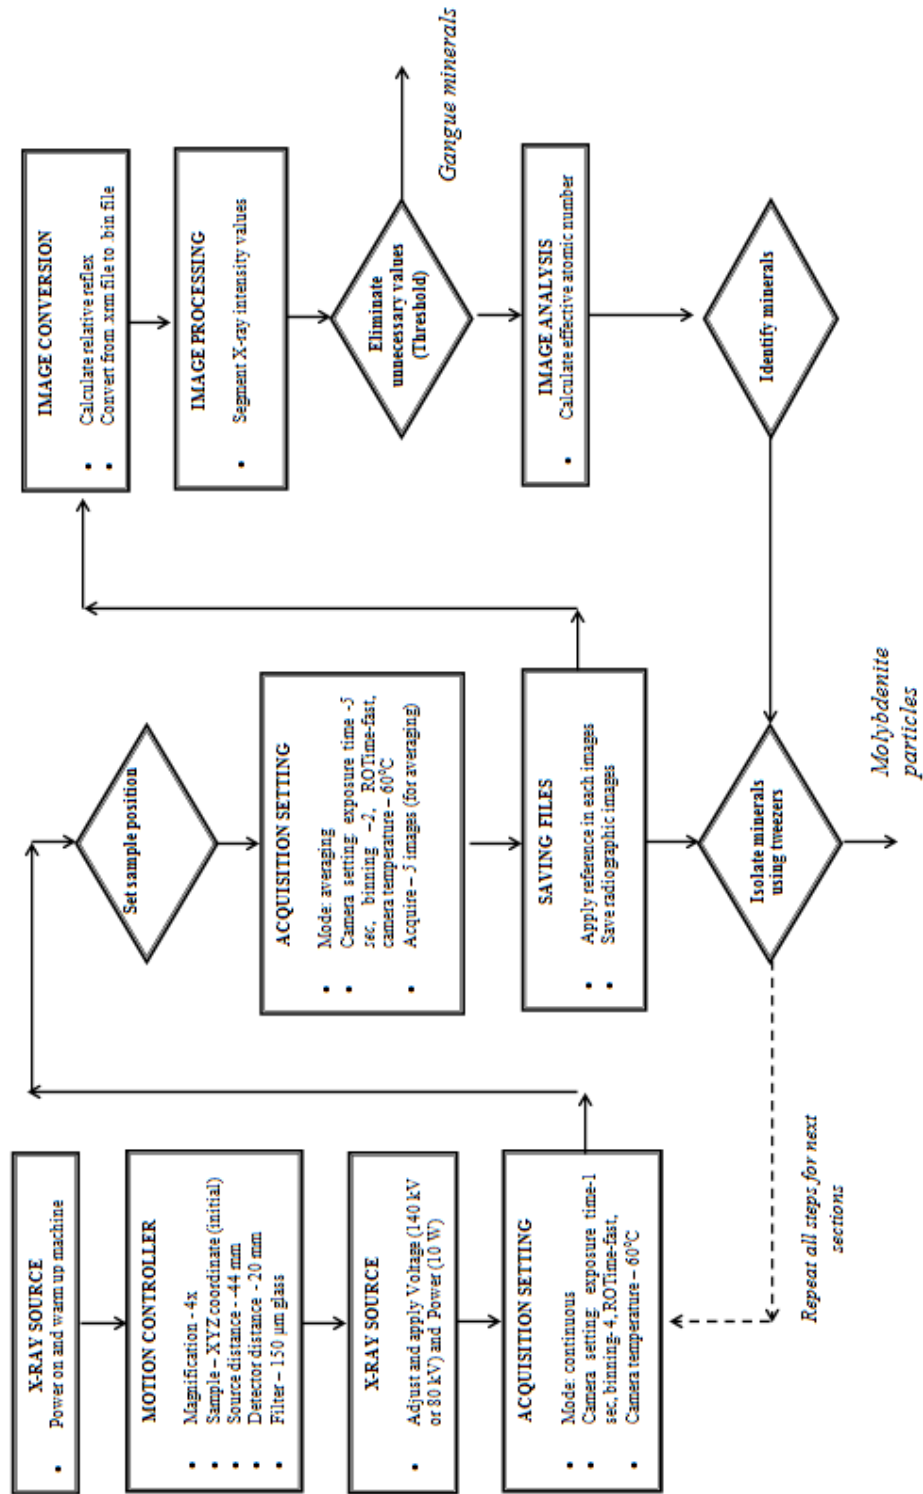 X-RAY SOURCE
• Power on and warm up machine
MOTION CONTROLLER
• Magnification - 4x
• Sample – XYZ coordinate (initial)
• Source distance --44 mm
• Detector distance - 20 mm
• Filter – 150 µm glass
X-RAY SOURCE
• Adjust and apply Voltage (140 kV
or 80 kV) and Power (10 W)
ACQUISITION SETTING
• Mode: continuous
• Camera setting exposure time-1
sec, binning- 4, ROTime-fast,
• Camera temperature – 60°C
Repeat all steps for next
sections
Set sample position
ACQUISITION SETTING
• Mode: averaging
• Camera setting exposure time -5
sec, binning –2, ROTime-fast,
camera temperature – 60°C
• Acquire – 5 images (for averaging)
SAVING FILES
• Apply reference in each images
• Save radiographic images
Isolate minerals
using tweezers
Molybdenite
particles
IMAGE CONVERSION
• Calculate relative reflex
• Convert from .xrm file to .bin file
IMAGE PROCESSING
• Segment X-ray intensity values
Eliminate
unnecessary values
(Threshold)
Gangue minerals
IMAGE ANALYSIS
• Calculate effective atomic number
Identify minerals